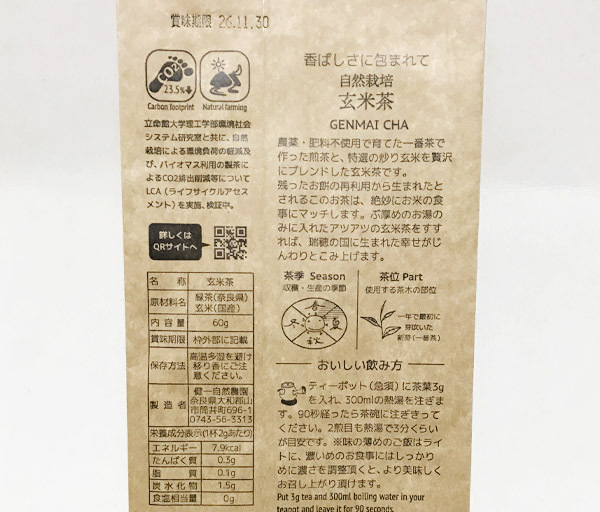 賞味期限 26.11.30
CO2
23.5%
Carbon footprint
Natural farming
立命館大学理工学部環境社会
システム研究室と共に、自然
栽培による環境負荷の軽減及
び、バイオマス利用の製茶に
よるCO2排出削減等について
LCA（ライフサイクルアセス
メント）を実施、検証中。
詳しくは
QRサイトへ
名称 玄米茶
原材料名 緑茶(奈良県)
玄米(国産)
内容量 60g
賞味期限 枠外部に記載
保存方法 高温多湿を避け
移り香にご注
意ください。
製造者 健一自然農園
奈良県大和郡山
市筒井町696-1
0743-56-3313
栄養成分表示(1杯2gあたり)
エネルギー 7.9kcal
たんぱく質 0.3g
脂質 0.1g
炭水化物 1.5g
食塩相当量 0g
香ばしさに包まれて
自然栽培
玄米茶
GENMAI CHA
農薬・肥料不使用で育てた一番茶で
作った煎茶と、特選の炒り玄米を贅沢
にブレンドした玄米茶です。
残ったお餅の再利用から生まれたと
されるこのお茶は、絶妙にお米の食
事にマッチします。ぶ厚めのお湯の
みに入れたアツアツの玄米茶をすす
すれば、瑞穂の国に生まれた幸せがじ
んわりとこみ上げます。
茶季 Season
収穫・生産の季節
春
冬 夏
秋
茶位 Part
使用する茶木の部位
一年で最初に
芽吹いた
新芽(一番茶)
おいしい飲み方
ティーポット(急須)に茶葉3g
を入れ、300mlの熱湯を注ぎま
す。90秒経ったら茶碗に注ぎきって
ください。2煎目も熱湯で3分くらい
が目安です。※味の薄めのご飯はライ
トに、濃いめのお食事にはしっかり
めに濃さを調整頂くと、より美味しく
お召し上がり頂けます。
Put 3g tea and 300ml boiling water in your
teapot and leave it for 90 seconds.